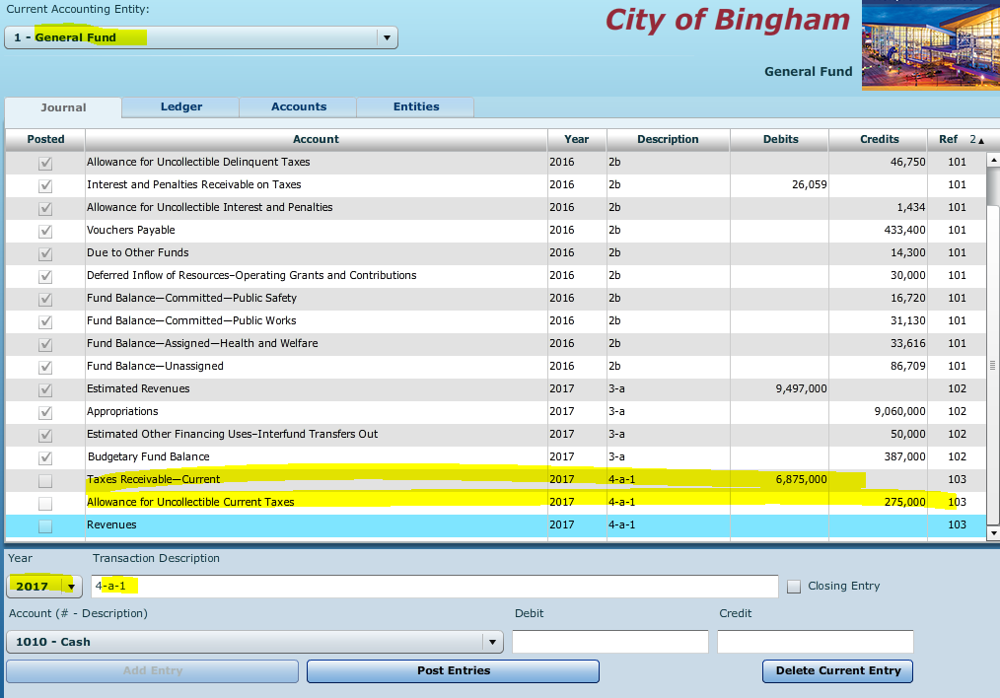 Current Accounting Entity:
City of Bingham
1 - General Fund
General Fund
Journal Ledger Accounts Entities
Posted Account Year Description Debits Credits Ref 2▲
Allowance for Uncollectible Delinquent Taxes 2016 2b 46,750 101
Interest and Penalties Receivable on Taxes 2016 2b 26,059 101
Allowance for Uncollectible Interest and Penalties 2016 2b 1,434 101
Vouchers Payable 2016 2b 433,400 101
Due to Other Funds 2016 2b 14,300 101
Deferred Inflow of Resources–Operating Grants and Contributions 2016 2b 30,000 101
Fund Balance—Committed—Public Safety 2016 2b 16,720 101
Fund Balance—Committed—Public Works 2016 2b 31,130 101
Fund Balance—Assigned—Health and Welfare 2016 2b 33,616 101
Fund Balance—Unassigned 2016 2b 86,709 101
Estimated Revenues 2017 3-a 9,497,000 102
Appropriations 2017 3-a 9,060,000 102
Estimated Other Financing Uses–Interfund Transfers Out 2017 3-a 50,000 102
Budgetary Fund Balance 2017 3-a 387,000 102
Taxes Receivable—Current 2017 4-a-1 6,875,000 103
Allowance for Uncollectible Current Taxes 2017 4-a-1 275,000 103
Revenues 2017 4-a-1 103
Year Transaction Description
2017 4-a-1 Closing Entry
Account (# - Description) Debit Credit
1010 - Cash
Add Entry Post Entries Delete Current Entry